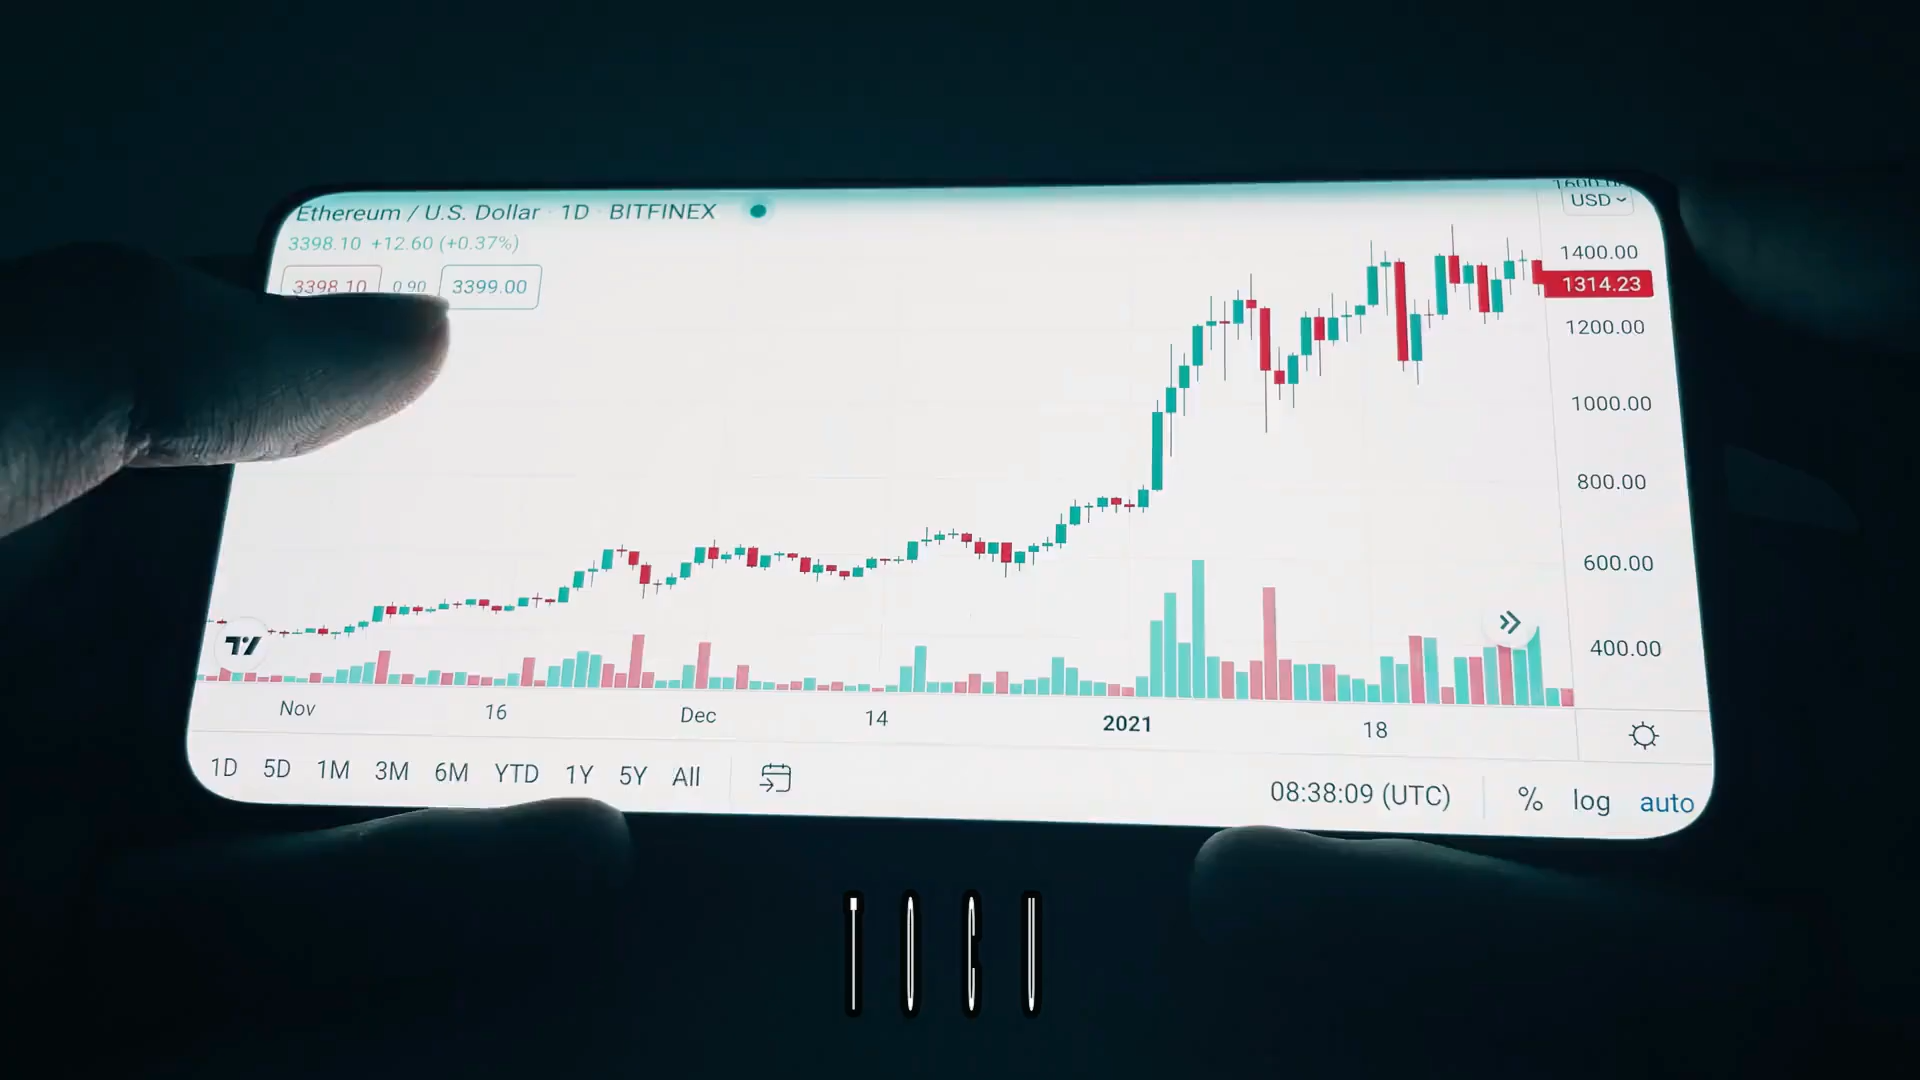 Ethereum / U.S. Dollar · 1D · BITFINEX
3398.10 +12.60 (+0.37%)
3398.10 0.90 3399.00
USD
1400.00
1314.23
1200.00
1000.00
800.00
600.00
400.00
Nov 16 Dec 14 2021 18
1D 5D 1M 3M 6M YTD 1Y 5Y All
08:38:09 (UTC) % log auto